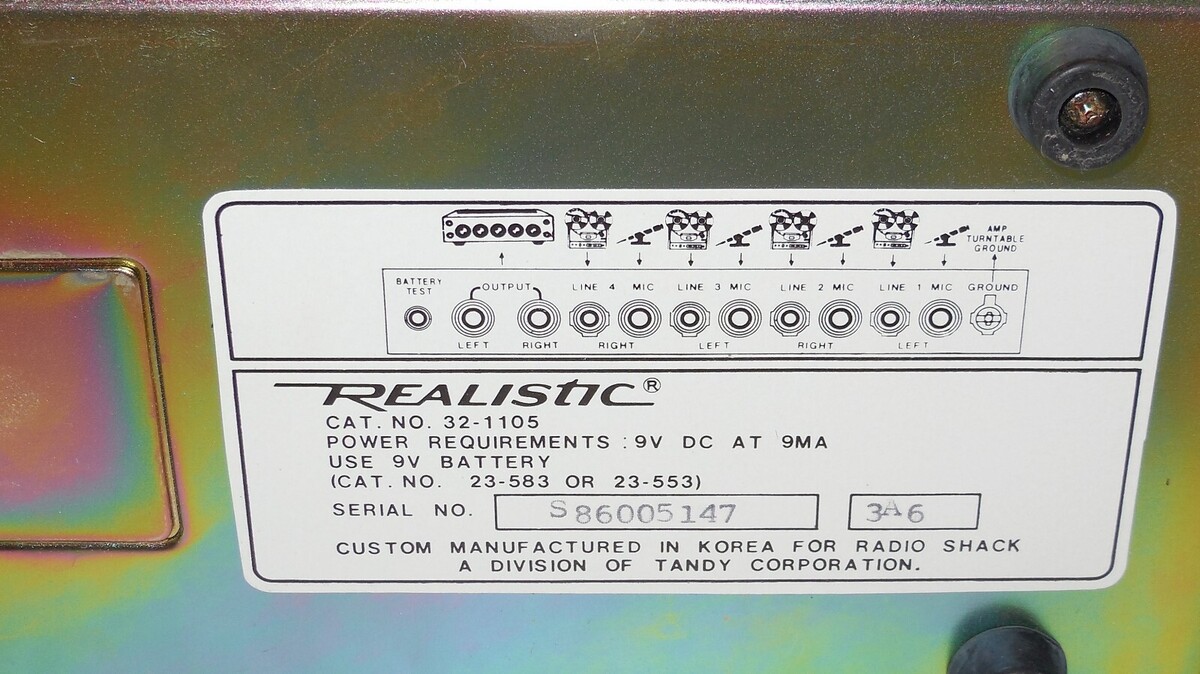 AMP
TURNTABLE
GROUND
BATTERY
TEST
OUTPUT LINE 4 MIC LINE 3 MIC LINE 2 MIC LINE 1 MIC GROUND
LEFT RIGHT RIGHT LEFT RIGHT LEFT
REALISTIC®
CAT. NO. 32-1105
POWER REQUIREMENTS : 9V DC AT 9MA
USE 9V BATTERY
(CAT. NO. 23-583 OR 23-553)
SERIAL NO. S86005147 3A6
CUSTOM MANUFACTURED IN KOREA FOR RADIO SHACK
A DIVISION OF TANDY CORPORATION.